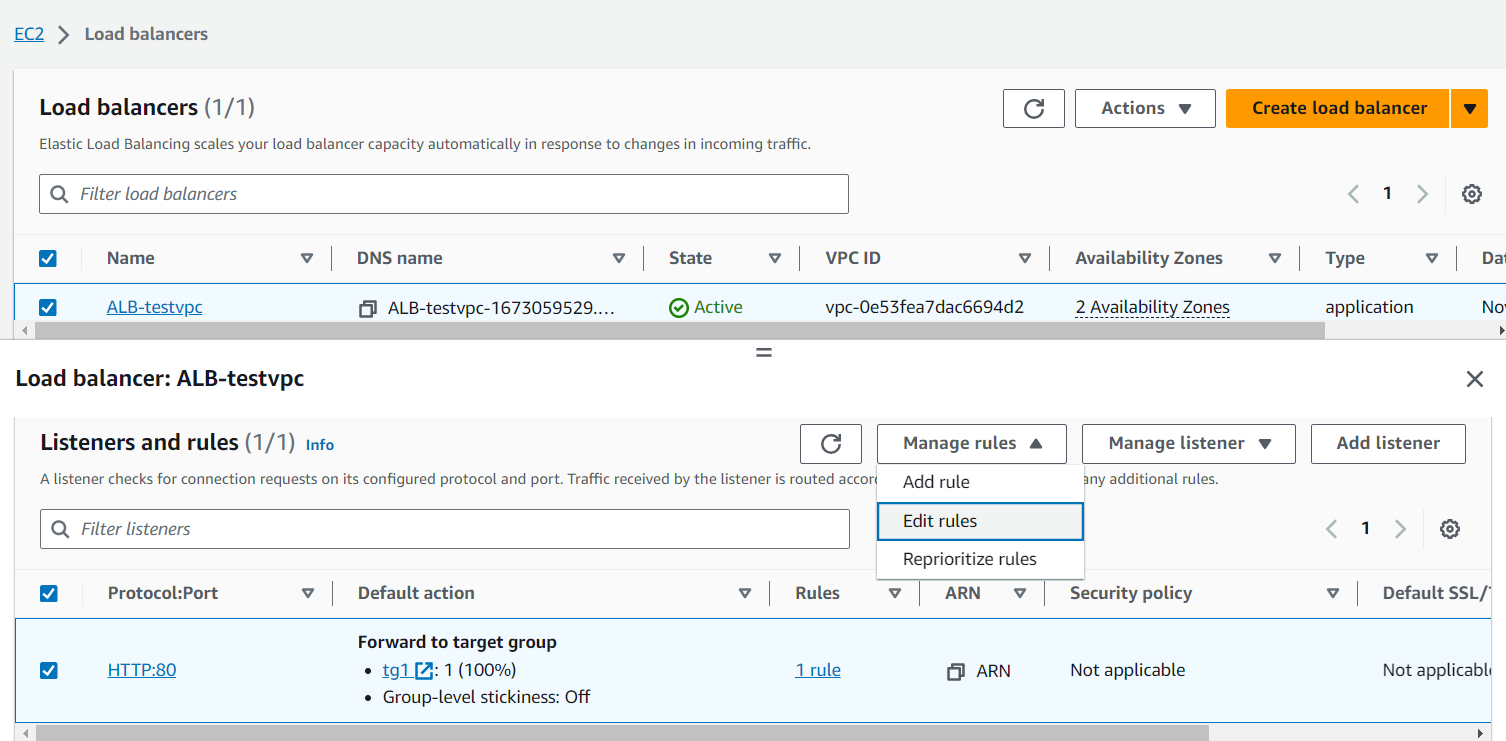 EC2 > Load balancers
Load balancers (1/1)
Actions
Create load balancer
Elastic Load Balancing scales your load balancer capacity automatically in response to changes in incoming traffic.
Filter load balancers
1
Name DNS name State VPC ID Availability Zones Type Dat
ALB-testvpc ALB-testvpc-1673059529.... Active vpc-0e53fea7dac6694d2 2 Availability Zones application Nov
Load balancer: ALB-testvpc
Listeners and rules (1/1) Info
Manage rules
Manage listener
Add listener
A listener checks for connection requests on its configured protocol and port. Traffic received by the listener is routed accor any additional rules.
Add rule
Edit rules
Reprioritize rules
Filter listeners
1
Protocol:Port Default action Rules ARN Security policy Default SSL/T
HTTP:80
Forward to target group
• tg1 : 1 (100%)
• Group-level stickiness: Off
1 rule
ARN
Not applicable
Not applicable